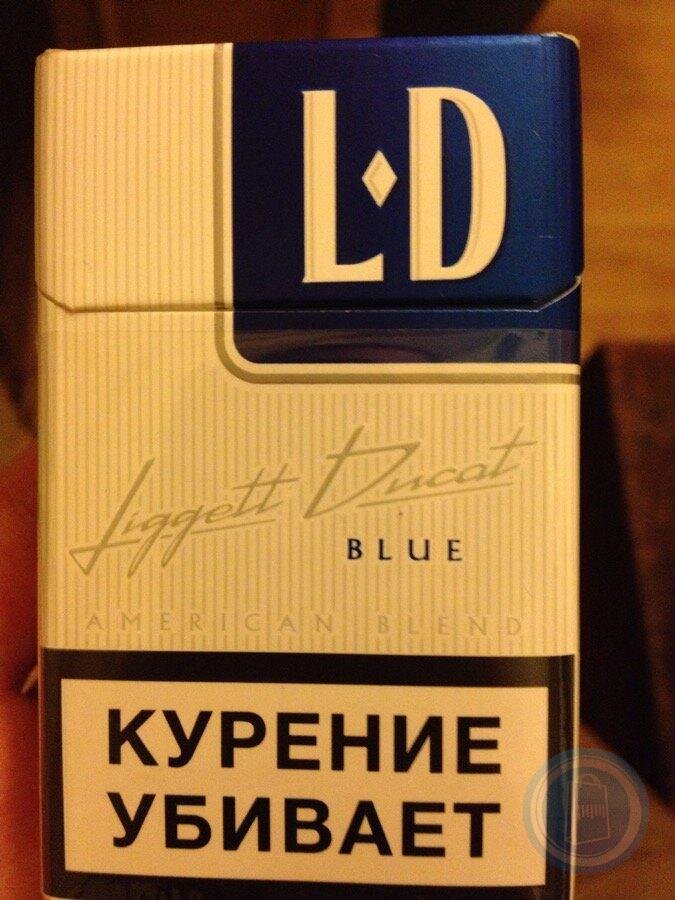 L·D
Liggett Ducat
BLUE
AMERICAN BLEND
КУРЕНИЕ
УБИВАЕТ